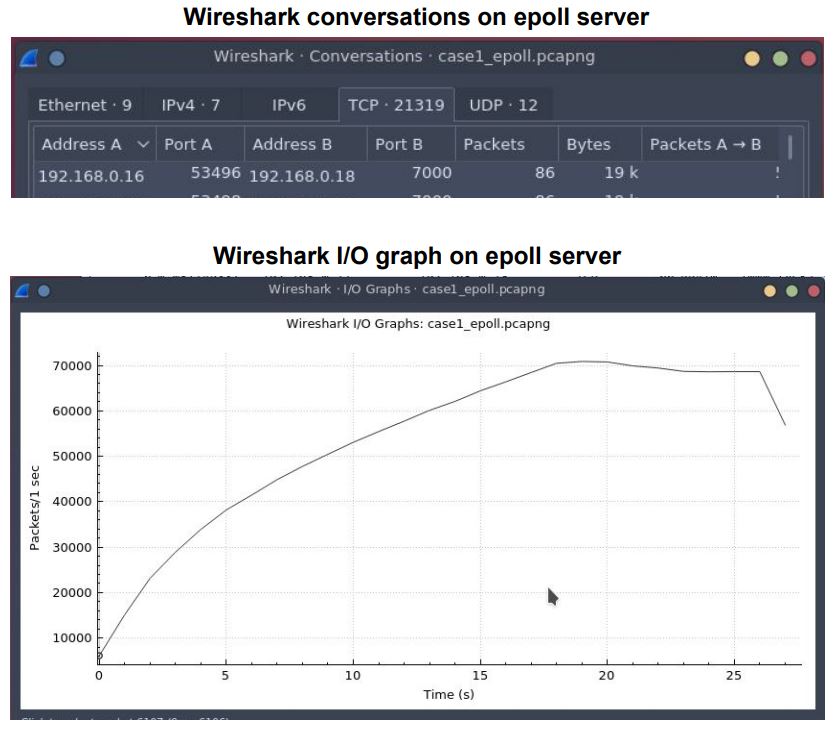 Wireshark conversations on epoll server
Wireshark · Conversations · case1_epoll.pcapng
Ethernet · 9 IPv4 · 7 IPv6 TCP · 21319 UDP · 12
Address A Port A Address B Port B Packets Bytes Packets A → B
192.168.0.16 53496 192.168.0.18 7000 86 19 k
Wireshark I/O graph on epoll server
Wireshark · I/O Graphs · case1_epoll.pcapng
Wireshark I/O Graphs: case1_epoll.pcapng
70000
60000
50000
40000
30000
20000
10000
Packets/1 sec
0 5 10 15 20 25
Time (s)